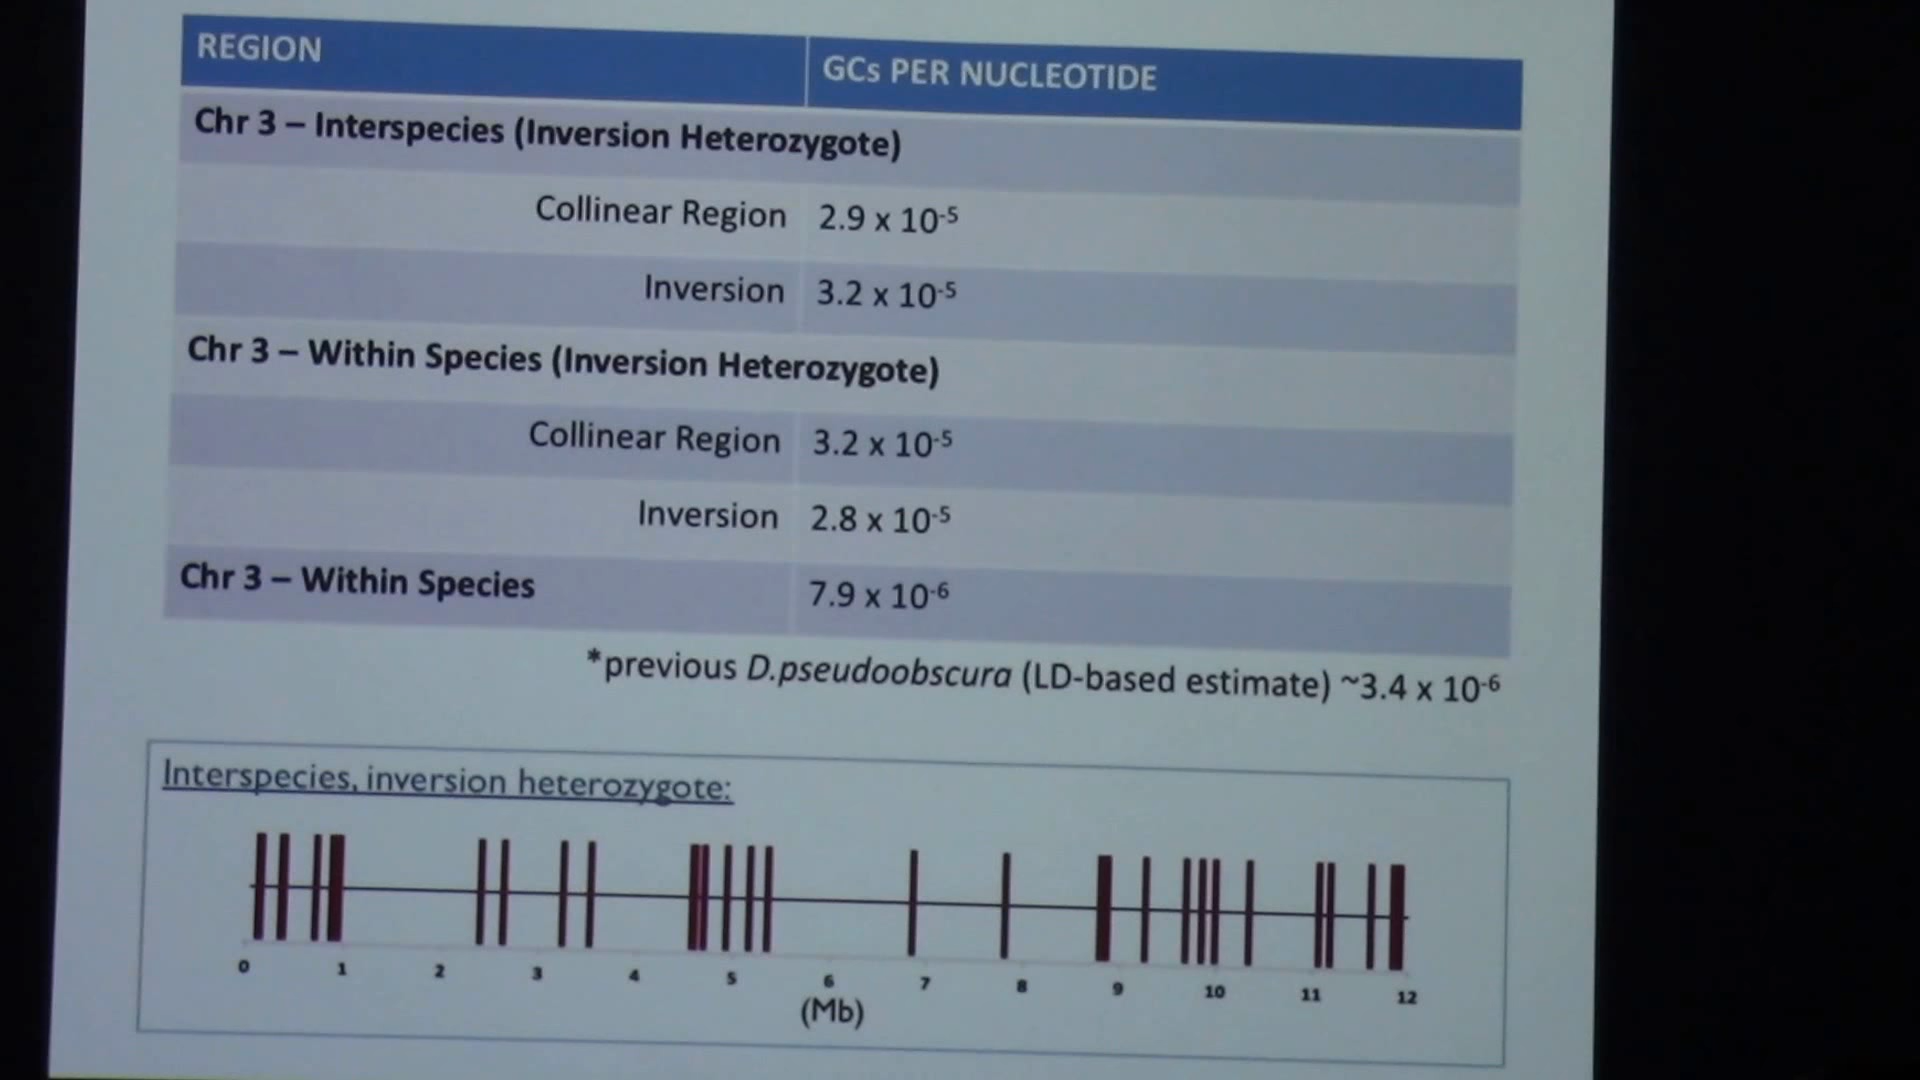 REGION
GCs PER NUCLEOTIDE
Chr 3 – Interspecies (Inversion Heterozygote)
Collinear Region 2.9 x 10⁻⁵
Inversion 3.2 x 10⁻⁵
Chr 3 – Within Species (Inversion Heterozygote)
Collinear Region 3.2 x 10⁻⁵
Inversion 2.8 x 10⁻⁵
Chr 3 – Within Species 7.9 x 10⁻⁶
*previous D.pseudoobscura (LD-based estimate) ~3.4 x 10⁻⁶
Interspecies, inversion heterozygote:
0 1 2 3 4 5 6 7 8 9 10 11 12
(Mb)